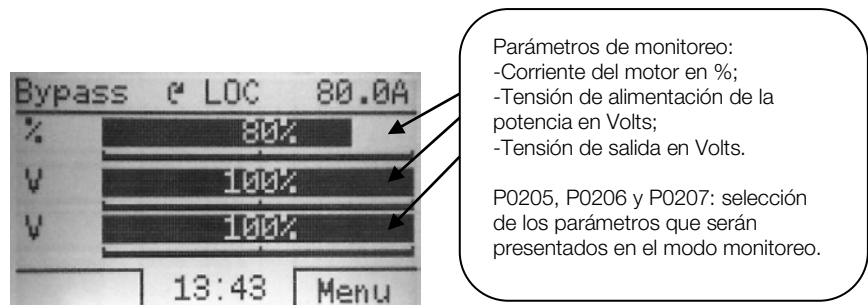 Bypass ↻ LOC 80.0A
% 80%
V 100%
V 100%
13:43 Menu
Parámetros de monitoreo:
-Corriente del motor en %;
-Tensión de alimentación de la
potencia en Volts;
-Tensión de salida en Volts.
P0205, P0206 y P0207: selección
de los parámetros que serán
presentados en el modo monitoreo.